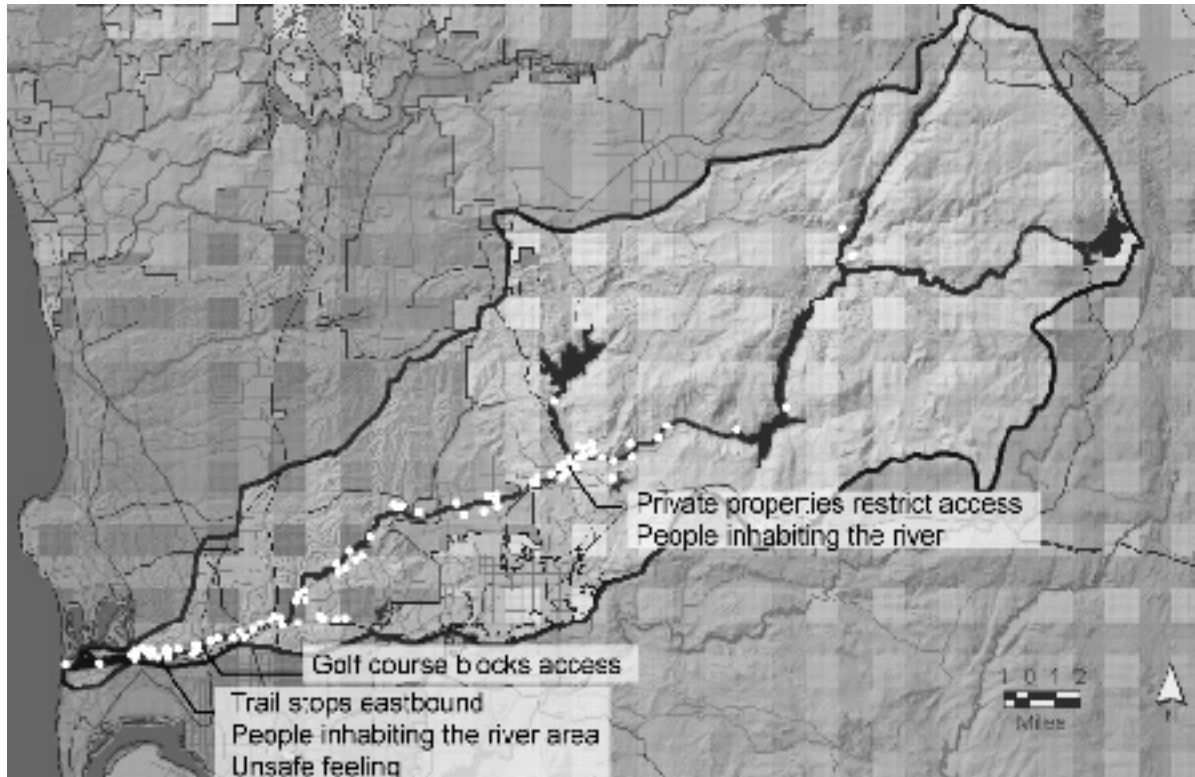 Private properties restrict access
People inhabiting the river
Golf course blocks access
Trail stops eastbound
People inhabiting the river area
Unsafe feeling
1 0 1 2
Miles
N